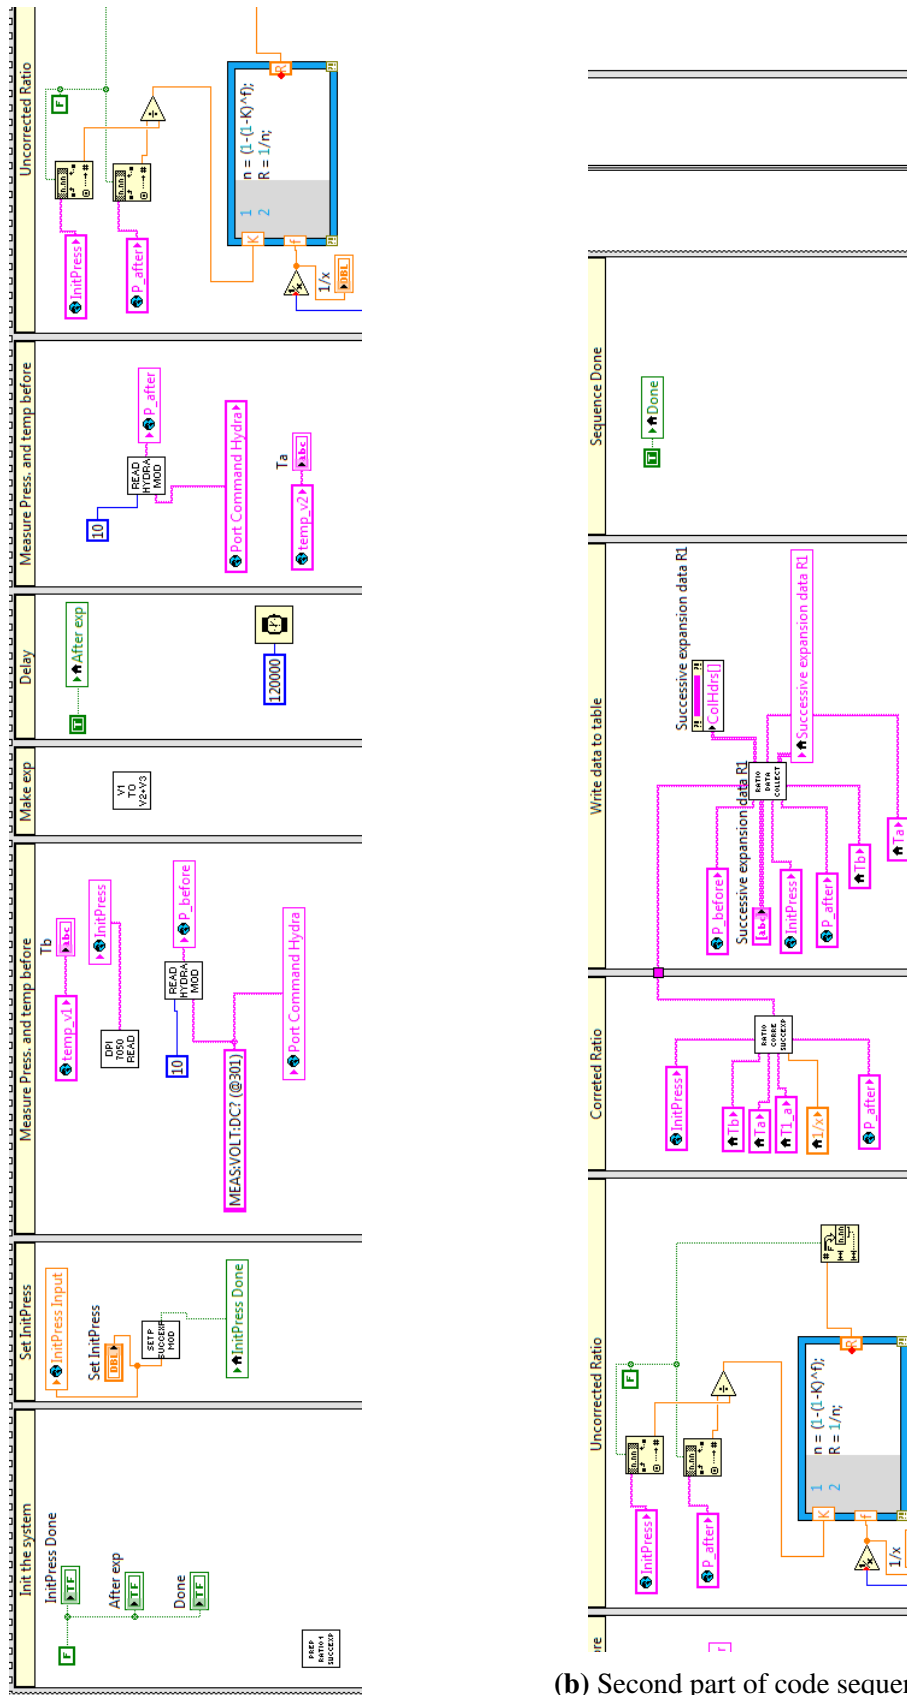 Init the system
InitPress Done
F
TF
After exp
TF
Done
TF
PREP
RATIO1
SUCCEXP
Set InitPress
InitPress Input
Set InitPress
DBL
SET P
SUCCEXP
MOD
InitPress Done
Measure Press. and temp before
Tb
temp_v1
abc
InitPress
DPI
7050
READ
P_before
READ
HYDRA
MOD
10
MEAS:VOLT:DC? (@301)
Port Command Hydra
Make exp
V1
TO
V2+V3
Delay
T
After exp
120000
Measure Press. and temp before
10
READ
HYDRA
MOD
P_after
Port Command Hydra
Ta
temp_v2
abc
Uncorrected Ratio
F
InitPress
P_after
K
f
1 n = (1-(1-K)^f);
2 R = 1/n;
R
1/x
1/x
DBL
re
r
Uncorrected Ratio
F
InitPress
P_after
K
f
1 n = (1-(1-K)^f);
2 R = 1/n;
R
1/x
1/x
Correted Ratio
InitPress
Tb
Ta
T1_a
1/x
P_after
RATIO
CORRE
SUCCEXP
Write data to table
P_before
Successive expansion data R1
[abc]
InitPress
P_after
Tb
Ta
RATIO
DATA
COLLECT
Successive expansion data R1
ColHdrs[]
Successive expansion data R1
Sequence Done
T
Done
(b) Second part of code sequen